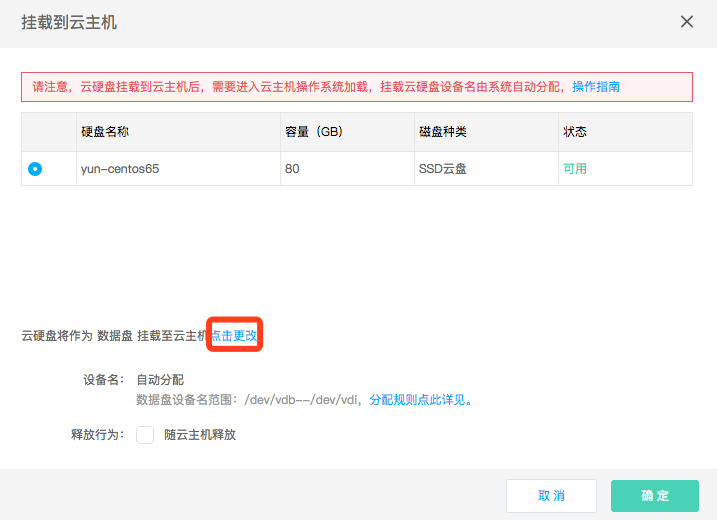 挂载到云主机
请注意，云硬盘挂载到云主机后，需要进入云主机操作系统加载，挂载云硬盘设备名由系统自动分配，操作指南
硬盘名称 容量（GB） 磁盘种类 状态
yun-centos65 80 SSD云盘 可用
云硬盘将作为 数据盘 挂载至云主机点击更改
设备名： 自动分配
数据盘设备名范围：/dev/vdb--/dev/vdi，分配规则点此详见。
释放行为： 随云主机释放
取消 确定